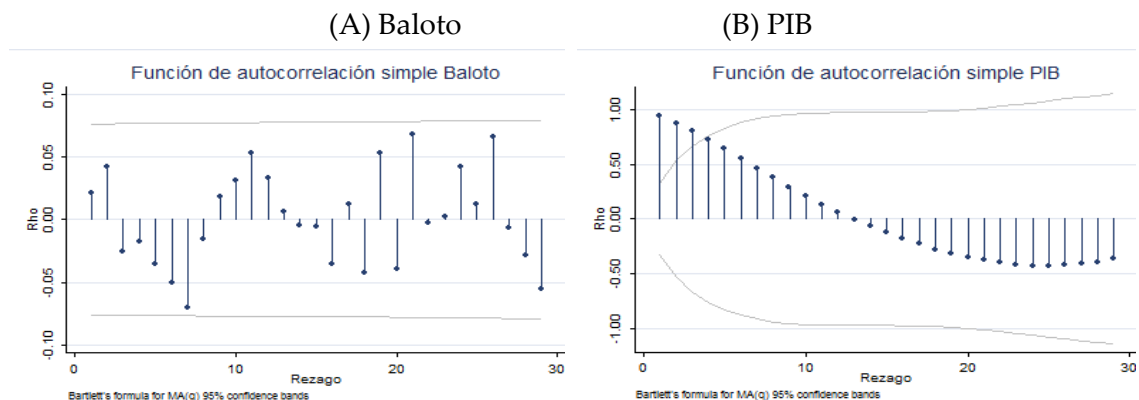 (A) Baloto
(B) PIB
Función de autocorrelación simple Baloto
0.10
0.05
0.00
-0.05
-0.10
Rho
0
10
20
30
Rezago
Bartlett's formula for MA(q) 95% confidence bands
Función de autocorrelación simple PIB
1.00
0.50
0.00
-0.50
-1.00
Rho
0
10
20
30
Rezago
Bartlett's formula for MA(q) 95% confidence bands